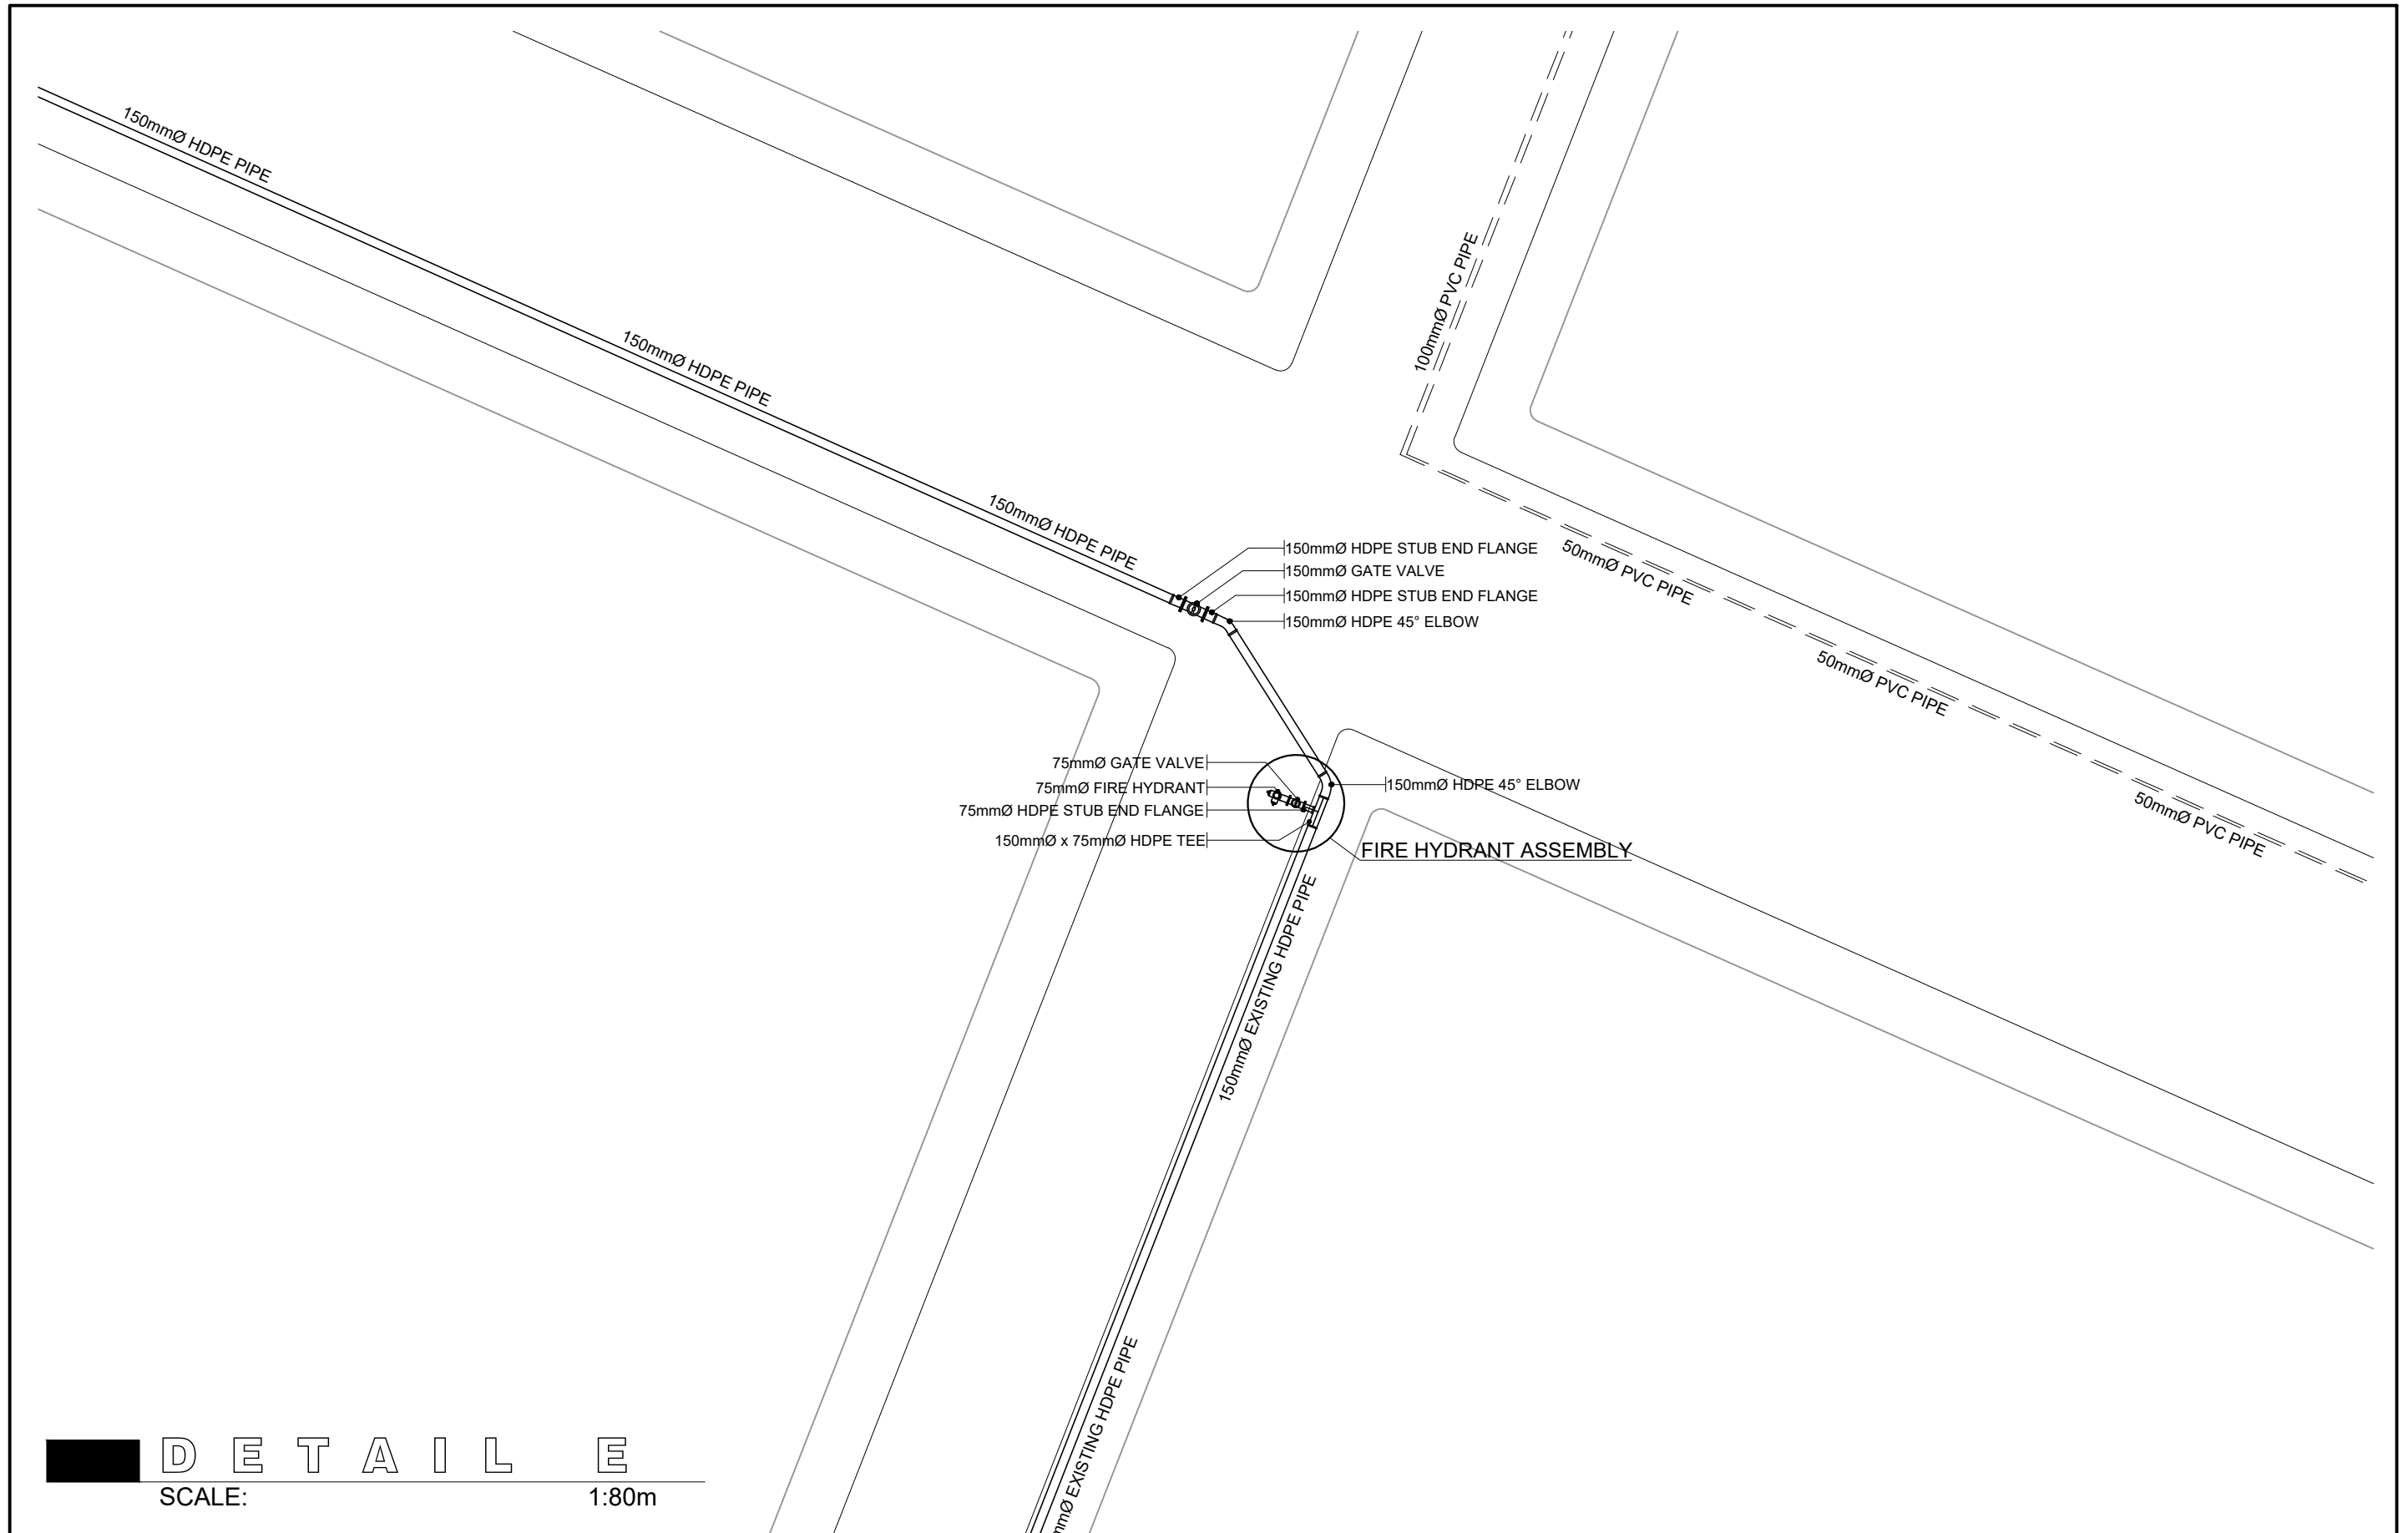 150mmØ HDPE PIPE
150mmØ HDPE PIPE
150mmØ HDPE PIPE
100mmØ PVC PIPE
50mmØ PVC PIPE
50mmØ PVC PIPE
50mmØ PVC PIPE
150mmØ HDPE STUB END FLANGE
150mmØ GATE VALVE
150mmØ HDPE STUB END FLANGE
150mmØ HDPE 45° ELBOW
75mmØ GATE VALVE
75mmØ FIRE HYDRANT
75mmØ HDPE STUB END FLANGE
150mmØ x 75mmØ HDPE TEE
150mmØ HDPE 45° ELBOW
FIRE HYDRANT ASSEMBLY
150mmØ EXISTING HDPE PIPE
mmØ EXISTING HDPE PIPE
DETAIL E
SCALE: 1:80m